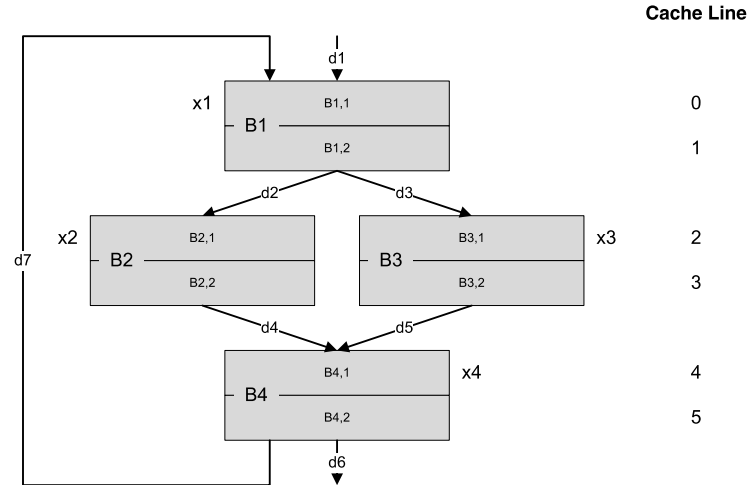 Cache Line
d1
x1
B1,1
0
B1
B1,2
1
d2
d3
x2
B2,1
B3,1
x3
2
d7
B2
B3
B2,2
B3,2
3
d4
d5
B4,1
x4
4
B4
B4,2
5
d6